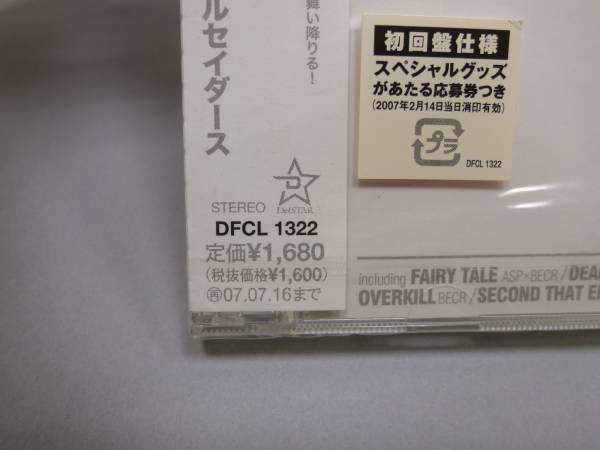 舞い降りる!
ルセイダース
STEREO
DefSTAR
DFCL 1322
定価¥1,680
(税抜価格¥1,600)
再07.07.16まで
初回盤仕様
スペシャルグッズ
があたる応募券つき
(2007年2月14日当日消印有効)
プラ
DFCL 1322
including FAIRY TALE ASP×BECR / DEA
OVERKILL BECR / SECOND THAT E